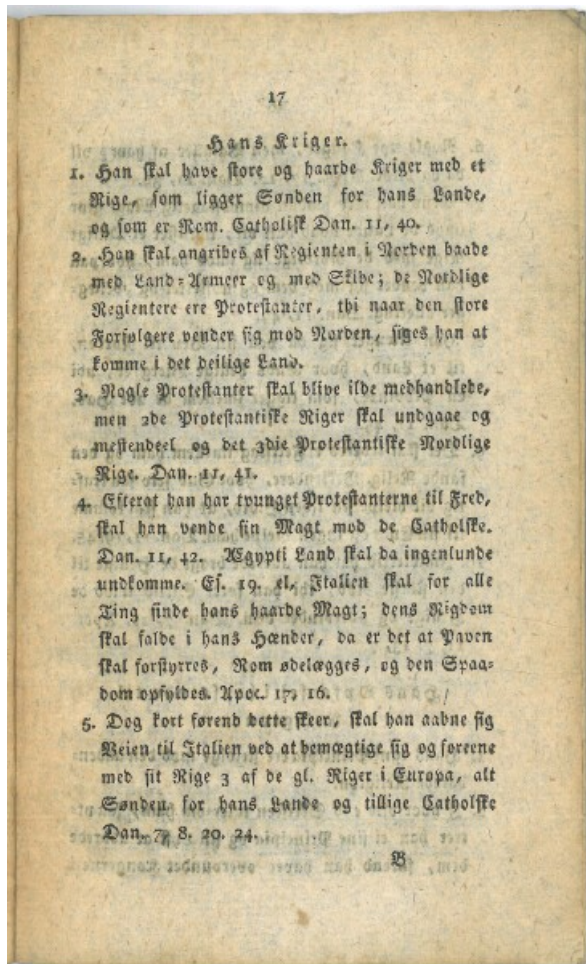 17
Hans Kriger.
1. Han skal have store og haarde Kriger med et
Rige, som ligger Sønden for hans Lande,
og som er Rom. Catholisk Dan. 11, 40.
2. Han skal angribes af Regienten i Norden baade
med Land-Armeer og med Skibe; de Nordlige
Regientere ere Protestanter, thi naar den store
Forfølgere vender sig mod Norden, siges han at
komme i det deilige Land.
3. Nogle Protestanter skal blive ilde medhandlede,
men 2de Protestantiske Riger skal undgaae og
mestendeel og det 3die Protestantiske Nordlige
Rige. Dan. 11, 41.
4. Efterat han har tvunget Protestanterne til Fred,
skal han vende sin Magt mod de Catholske.
Dan. 11, 42. Ægypti Land skal da ingenlunde
undkomme. Es. 19. el, Italien skal for alle
Ting finde hans haarde Magt; dens Rigdom
skal falde i hans Hænder, da er det at Paven
skal forstyrres, Rom ødelægges, og den Spaa-
dom opfyldes. Apoc. 17, 16.
5. Dog kort førend dette skeer, skal han aabne sig
Veien til Italien ved at bemægtige sig og foreene
med sit Rige 3 af de gl. Riger i Europa, alt
Sønden for hans Lande og tillige Catholske
Dan. 7, 8. 20. 24.
B